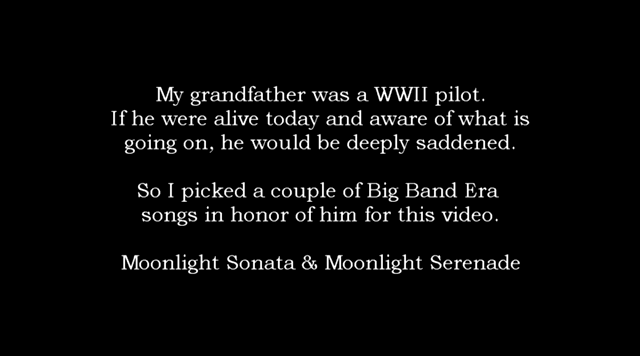 My grandfather was a WWII pilot.
If he were alive today and aware of what is
going on, he would be deeply saddened.
So I picked a couple of Big Band Era
songs in honor of him for this video.
Moonlight Sonata & Moonlight Serenade